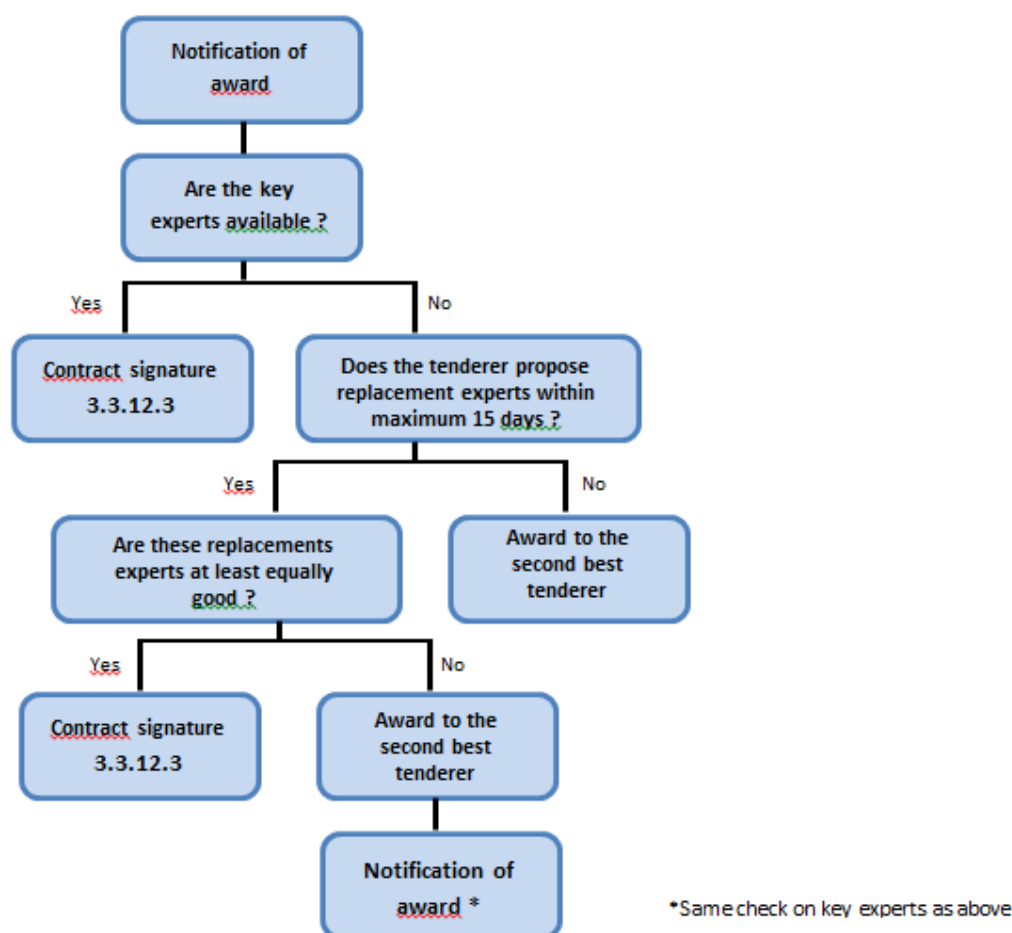 Notification of
award
Are the key
experts available ?
Yes
No
Contract signature
3.3.12.3
Does the tenderer propose
replacement experts within
maximum 15 days ?
Yes
No
Are these replacements
experts at least equally
good ?
Award to the
second best
tenderer
Yes
No
Contract signature
3.3.12.3
Award to the
second best
tenderer
Notification of
award *
*Same check on key experts as above